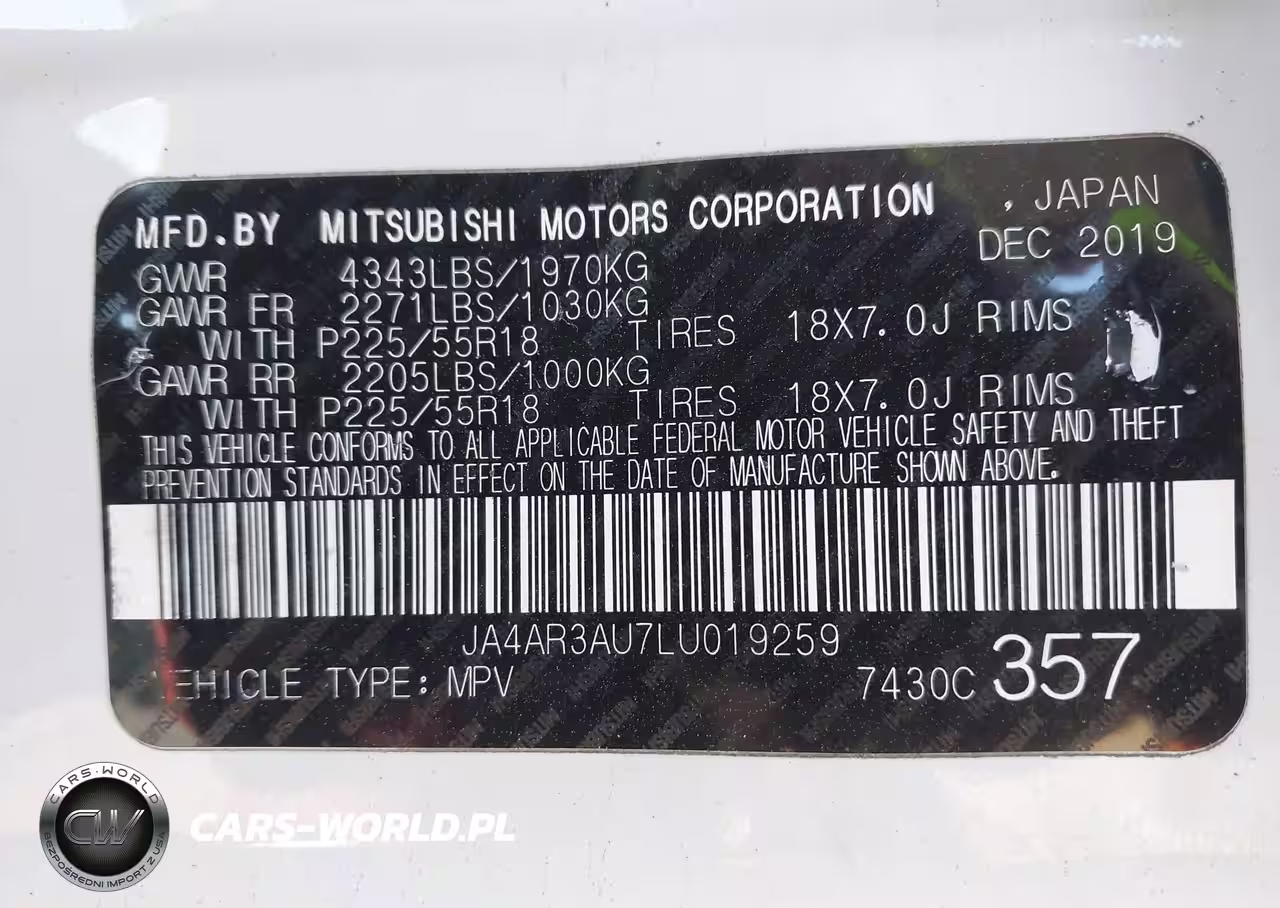 MFD.BY MITSUBISHI MOTORS CORPORATION , JAPAN
DEC 2019
GVWR 4343LBS/1970KG
GAWR FR 2271LBS/1030KG
WITH P225/55R18 TIRES 18X7.0J RIMS
GAWR RR 2205LBS/1000KG
WITH P225/55R18 TIRES 18X7.0J RIMS
THIS VEHICLE CONFORMS TO ALL APPLICABLE FEDERAL MOTOR VEHICLE SAFETY AND THEFT
PREVENTION STANDARDS IN EFFECT ON THE DATE OF MANUFACTURE SHOWN ABOVE.
JA4AR3AU7LU019259
VEHICLE TYPE: MPV 7430C 357
CARS-WORLD
CW
BEZPOŚREDNI IMPORT Z USA
CARS-WORLD.PL